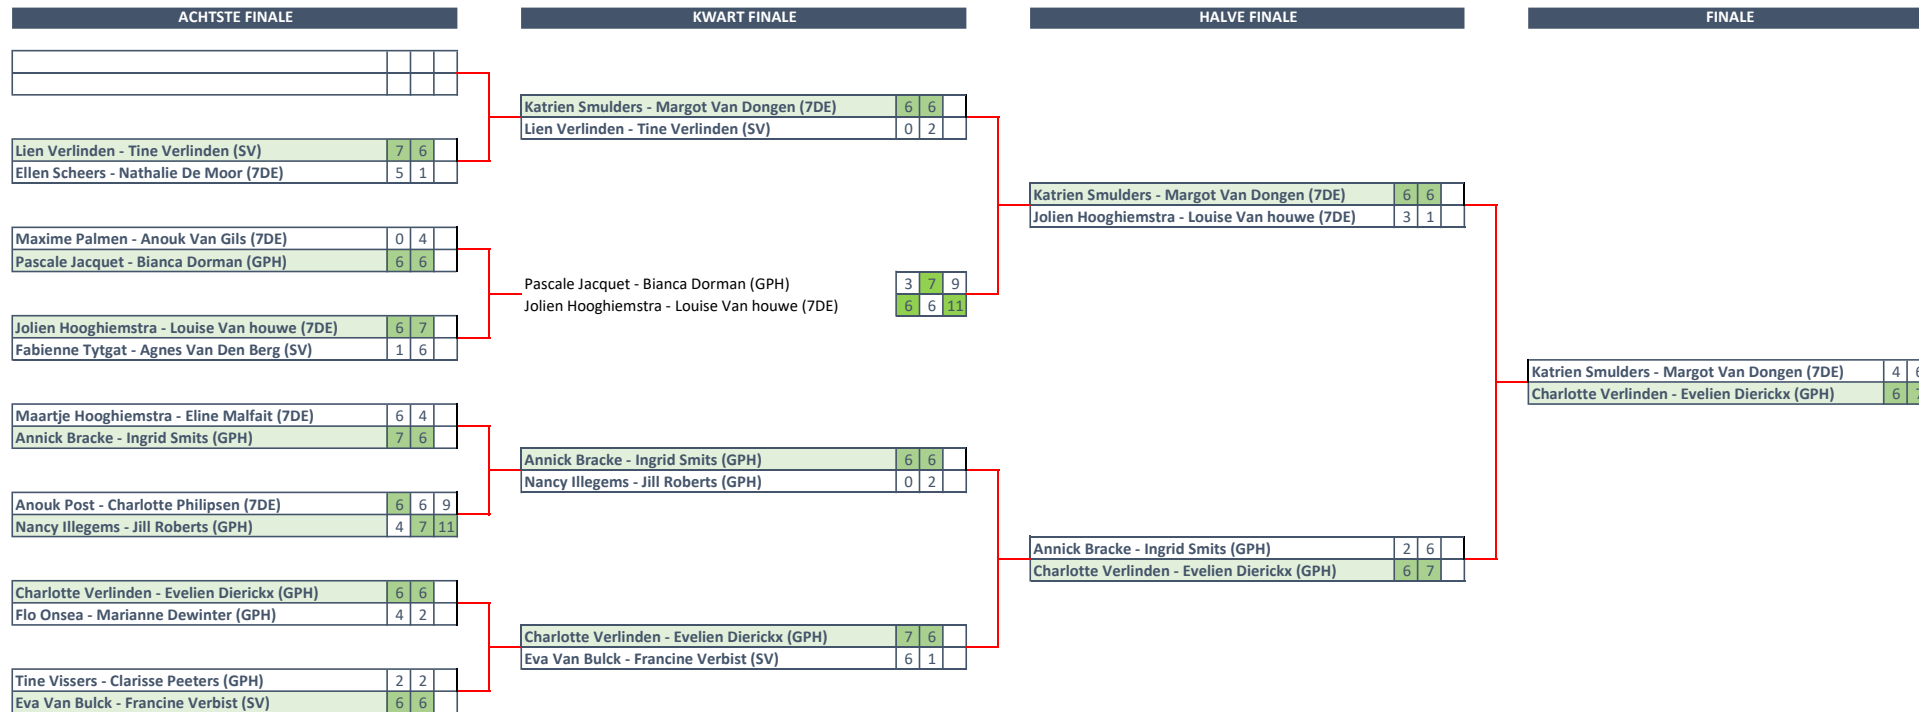 ACHTSTE FINALE
KWART FINALE
HALVE FINALE
FINALE
Lien Verlinden - Tine Verlinden (SV) 7 6
Ellen Scheers - Nathalie De Moor (7DE) 5 1
Maxime Palmen - Anouk Van Gils (7DE) 0 4
Pascale Jacquet - Bianca Dorman (GPH) 6 6
Jolien Hooghiemstra - Louise Van houwe (7DE) 6 7
Fabienne Tytgat - Agnes Van Den Berg (SV) 1 6
Maartje Hooghiemstra - Eline Malfait (7DE) 6 4
Annick Bracke - Ingrid Smits (GPH) 7 6
Anouk Post - Charlotte Philipsen (7DE) 6 6 9
Nancy Illegems - Jill Roberts (GPH) 4 7 11
Charlotte Verlinden - Evelien Dierickx (GPH) 6 6
Flo Onsea - Marianne Dewinter (GPH) 4 2
Tine Vissers - Clarisse Peeters (GPH) 2 2
Eva Van Bulck - Francine Verbist (SV) 6 6
Katrien Smulders - Margot Van Dongen (7DE) 6 6
Lien Verlinden - Tine Verlinden (SV) 0 2
Pascale Jacquet - Bianca Dorman (GPH) 3 7 9
Jolien Hooghiemstra - Louise Van houwe (7DE) 6 6 11
Annick Bracke - Ingrid Smits (GPH) 6 6
Nancy Illegems - Jill Roberts (GPH) 0 2
Charlotte Verlinden - Evelien Dierickx (GPH) 7 6
Eva Van Bulck - Francine Verbist (SV) 6 1
Katrien Smulders - Margot Van Dongen (7DE) 6 6
Jolien Hooghiemstra - Louise Van houwe (7DE) 3 1
Annick Bracke - Ingrid Smits (GPH) 2 6
Charlotte Verlinden - Evelien Dierickx (GPH) 6 7
Katrien Smulders - Margot Van Dongen (7DE) 4
Charlotte Verlinden - Evelien Dierickx (GPH) 6